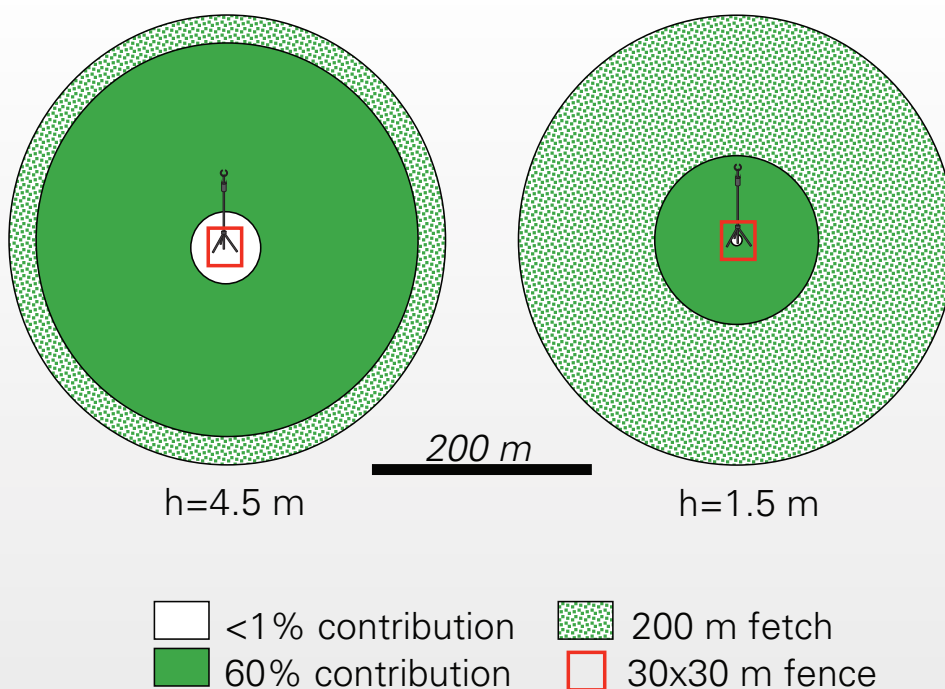 200 m
h=4.5 m
h=1.5 m
<1% contribution
200 m fetch
60% contribution
30x30 m fence